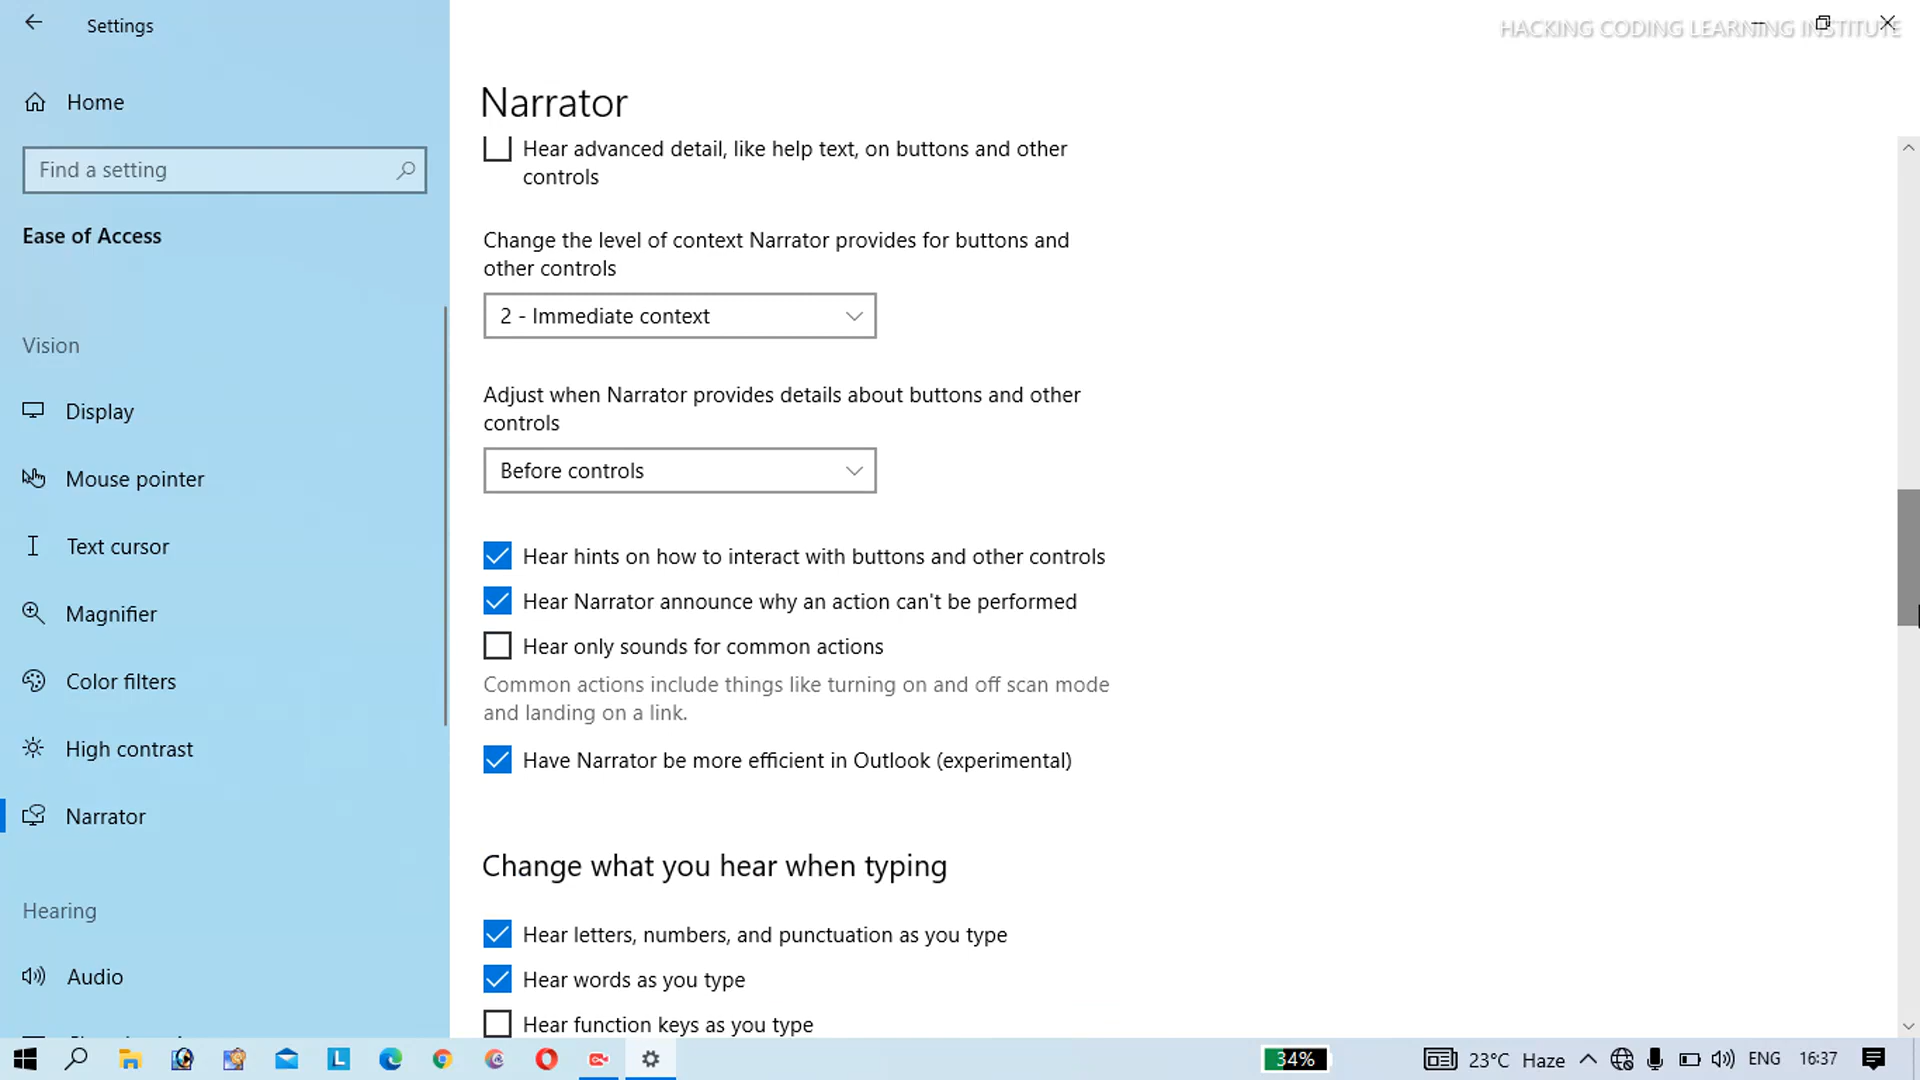 Settings
HACKING CODING LEARNING INSTITUTE
Home
Find a setting
Ease of Access
Vision
Display
Mouse pointer
Text cursor
Magnifier
Color filters
High contrast
Narrator
Hearing
Audio
Narrator
Hear advanced detail, like help text, on buttons and other
controls
Change the level of context Narrator provides for buttons and
other controls
2 - Immediate context
Adjust when Narrator provides details about buttons and other
controls
Before controls
Hear hints on how to interact with buttons and other controls
Hear Narrator announce why an action can't be performed
Hear only sounds for common actions
Common actions include things like turning on and off scan mode
and landing on a link.
Have Narrator be more efficient in Outlook (experimental)
Change what you hear when typing
Hear letters, numbers, and punctuation as you type
Hear words as you type
Hear function keys as you type
L
34%
23°C Haze
ENG
16:37